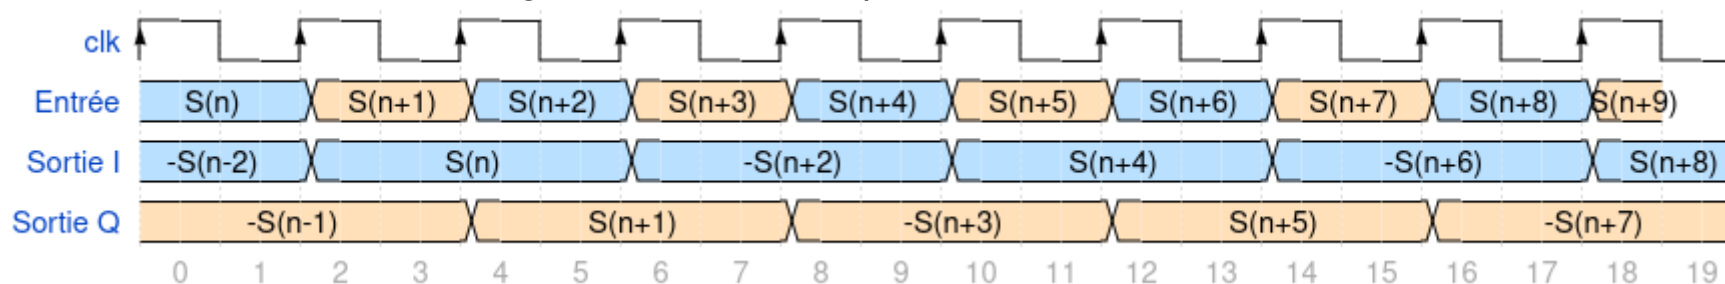 clk
Entrée S(n) S(n+1) S(n+2) S(n+3) S(n+4) S(n+5) S(n+6) S(n+7) S(n+8) S(n+9)
Sortie I -S(n-2) S(n) -S(n+2) S(n+4) -S(n+6) S(n+8)
Sortie Q -S(n-1) S(n+1) -S(n+3) S(n+5) -S(n+7)
0 1 2 3 4 5 6 7 8 9 10 11 12 13 14 15 16 17 18 19